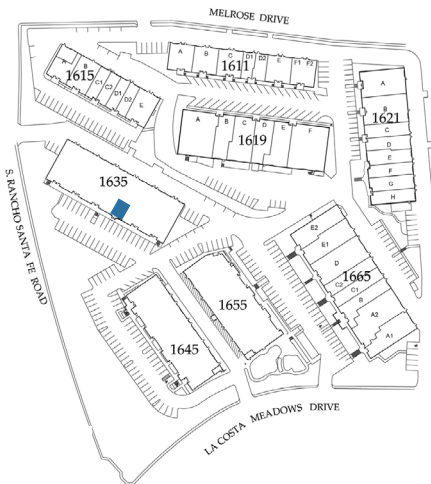 MELROSE DRIVE
A
B
C
D1
D2
E
F1
F2
1611
A
B
C1
C2
D1
D2
E
1615
A
B
C
D
E
F
1619
A
B
C
D
E
F
G
H
1621
1635
S. RANCHO SANTA FE ROAD
E2
E1
D
C2
C1
B
A2
A1
1665
1655
1645
LA COSTA MEADOWS DRIVE